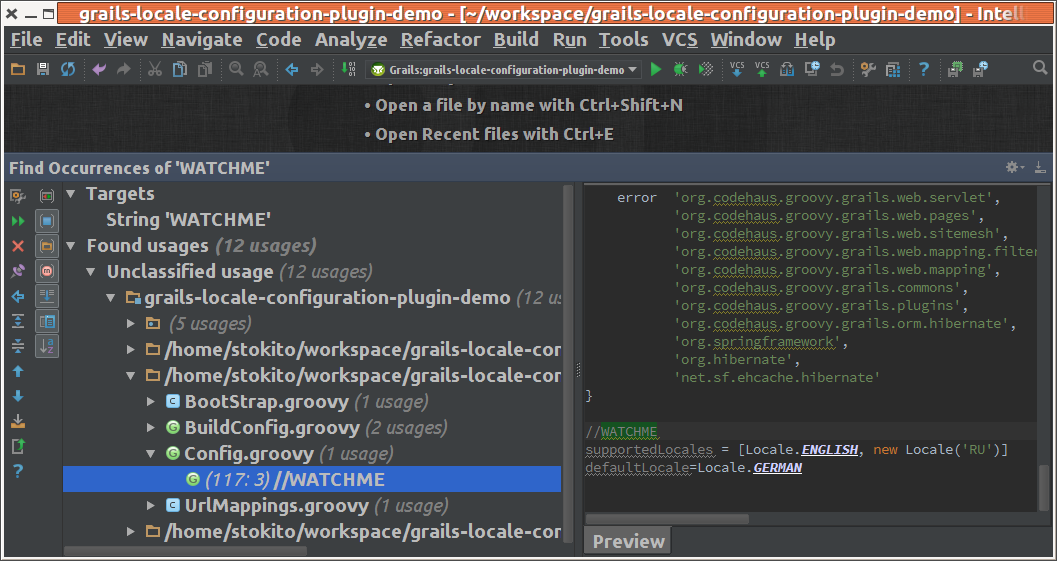 grails-locale-configuration-plugin-demo - [~/workspace/grails-locale-configuration-plugin-demo] - Intell
File Edit View Navigate Code Analyze Refactor Build Run Tools VCS Window Help
Grails:grails-locale-configuration-plugin-demo
• Open a file by name with Ctrl+Shift+N
• Open Recent files with Ctrl+E
Find Occurrences of 'WATCHME'
Targets
String 'WATCHME'
Found usages (12 usages)
Unclassified usage (12 usages)
grails-locale-configuration-plugin-demo (12 us
(5 usages)
/home/stokito/workspace/grails-locale-con
/home/stokito/workspace/grails-locale-con
BootStrap.groovy (1 usage)
BuildConfig.groovy (2 usages)
Config.groovy (1 usage)
(117: 3) //WATCHME
UrlMappings.groovy (1 usage)
/home/stokito/workspace/grails-locale-con
error 'org.codehaus.groovy.grails.web.servlet',
'org.codehaus.groovy.grails.web.pages',
'org.codehaus.groovy.grails.web.sitemesh',
'org.codehaus.groovy.grails.web.mapping.filter
'org.codehaus.groovy.grails.web.mapping',
'org.codehaus.groovy.grails.commons',
'org.codehaus.groovy.grails.plugins',
'org.codehaus.groovy.grails.orm.hibernate',
'org.springframework',
'org.hibernate',
'net.sf.ehcache.hibernate'
}
//WATCHME
supportedLocales = [Locale.ENGLISH, new Locale('RU')]
defaultLocale=Locale.GERMAN
Preview